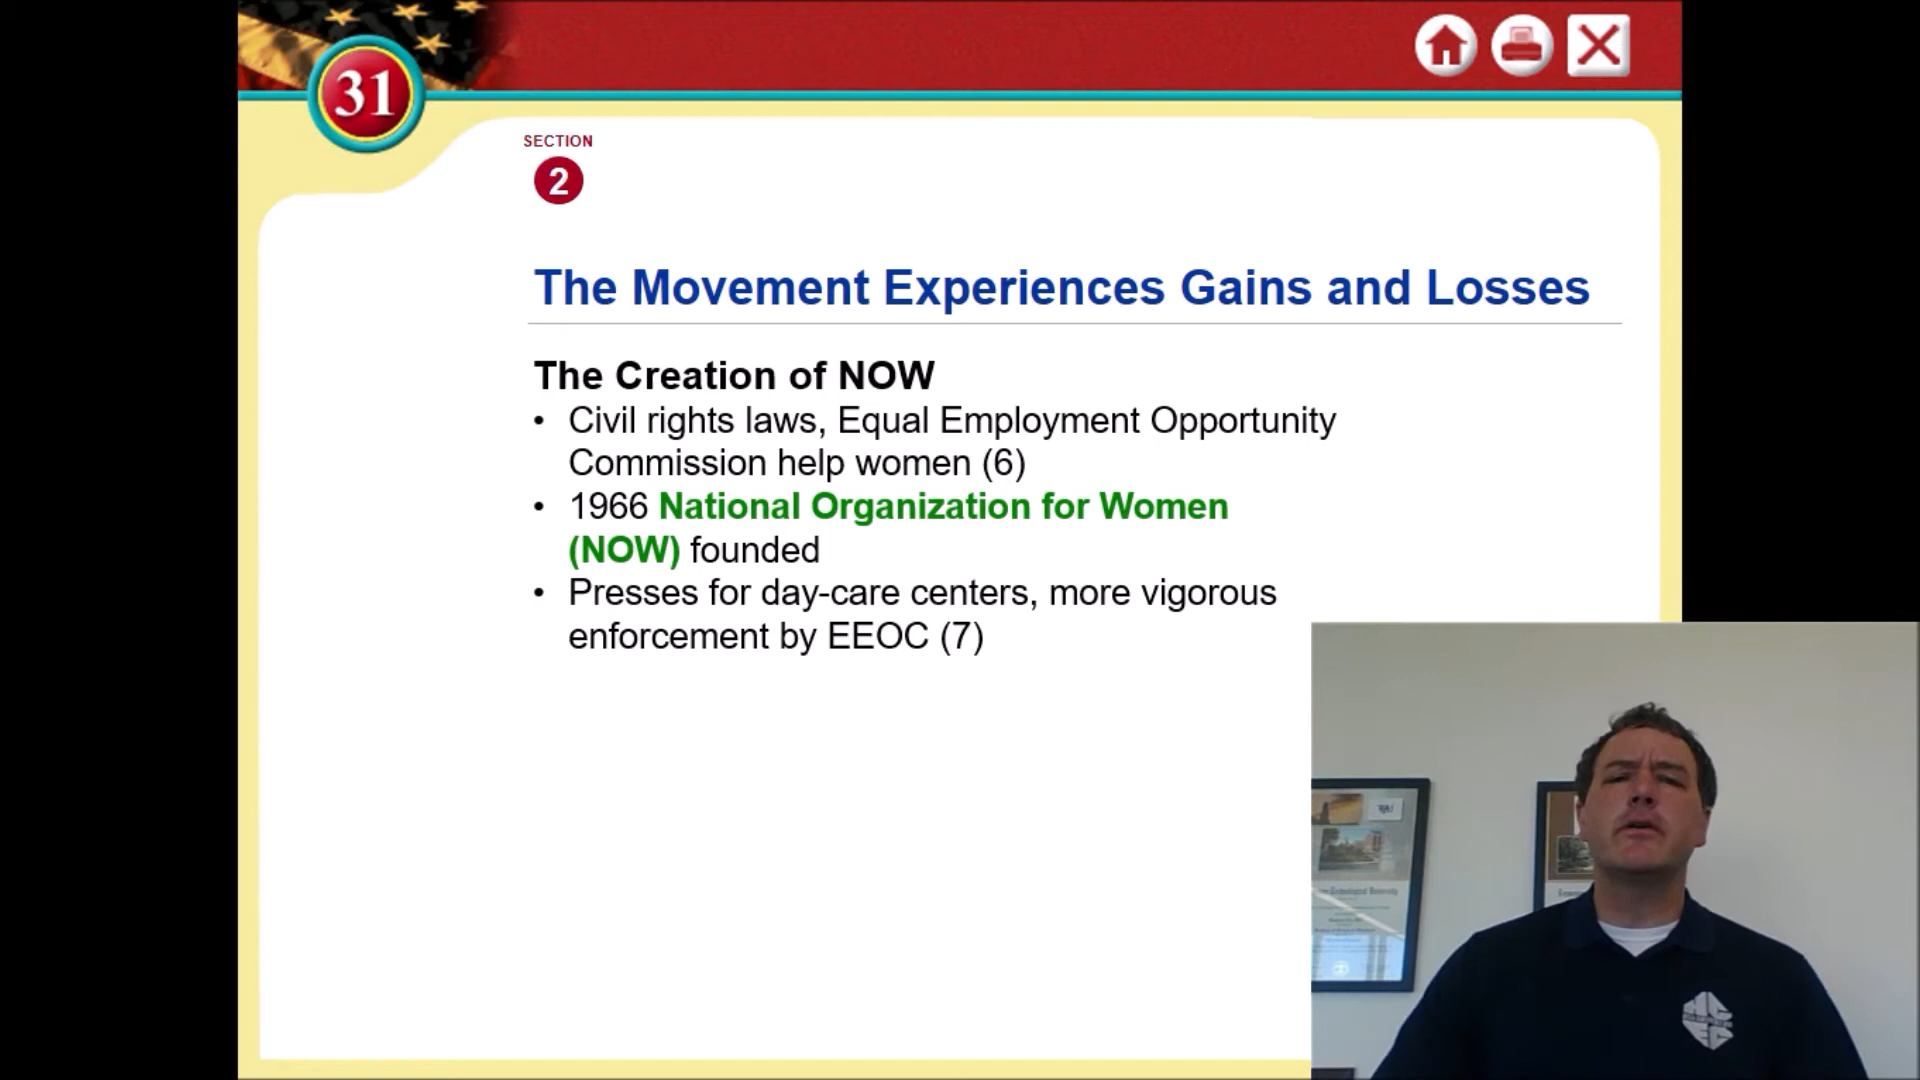 31
SECTION
2
The Movement Experiences Gains and Losses
The Creation of NOW
• Civil rights laws, Equal Employment Opportunity
Commission help women (6)
• 1966 National Organization for Women
(NOW) founded
• Presses for day-care centers, more vigorous
enforcement by EEOC (7)